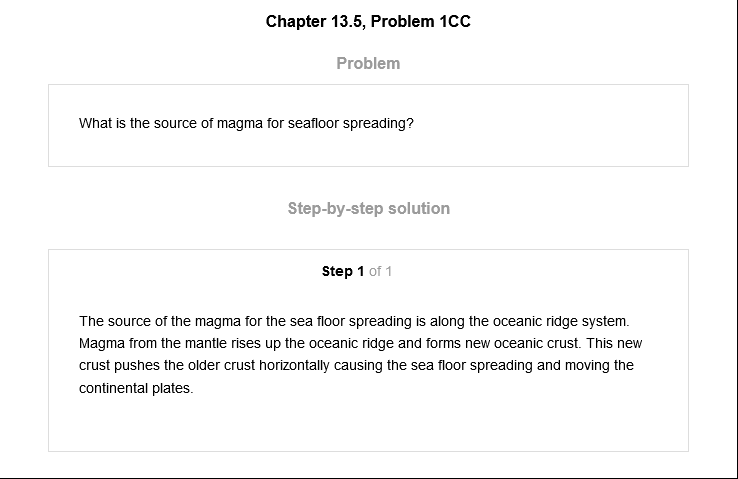 Chapter 13.5, Problem 1CC
Problem
What is the source of magma for seafloor spreading?
Step-by-step solution
Step 1 of 1
The source of the magma for the sea floor spreading is along the oceanic ridge system.
Magma from the mantle rises up the oceanic ridge and forms new oceanic crust. This new
crust pushes the older crust horizontally causing the sea floor spreading and moving the
continental plates.